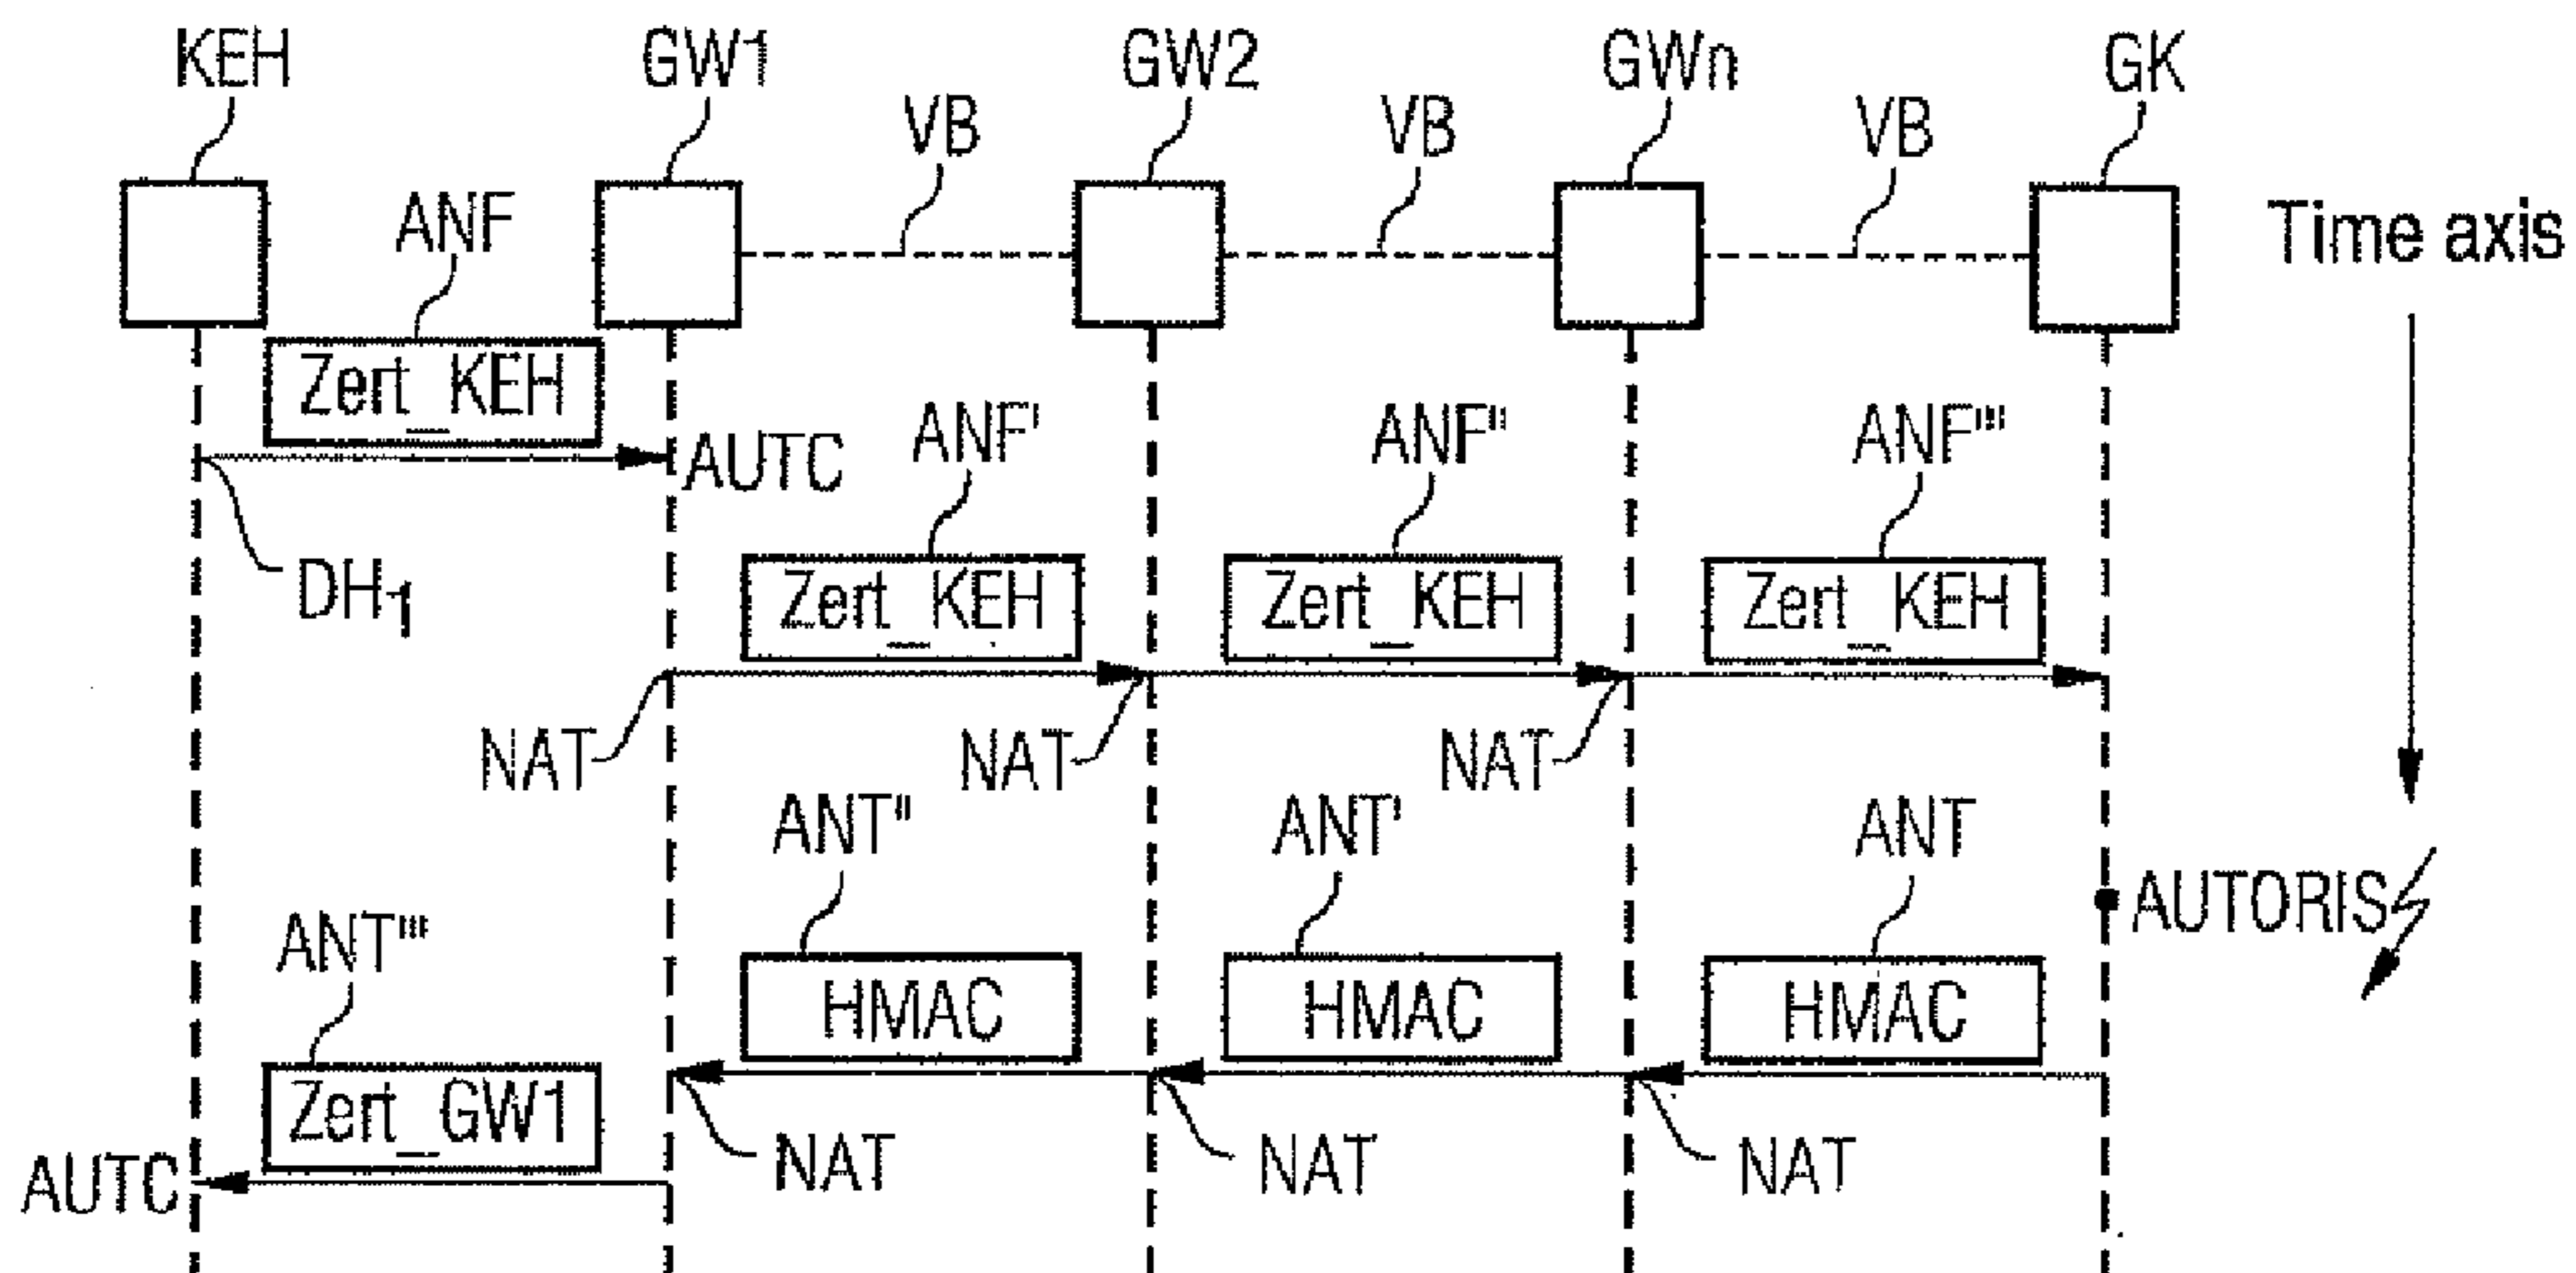 KEH GW1 GW2 GWn GK
VB VB VB
ANF
Time axis
Zert_KEH
ANF' ANF'' ANF'''
AUTC
DH1
Zert_KEH Zert_KEH Zert_KEH
NAT NAT NAT
ANT'' ANT' ANT
AUTORIS
ANT'''
HMAC HMAC HMAC
Zert_GW1
NAT NAT NAT
AUTC